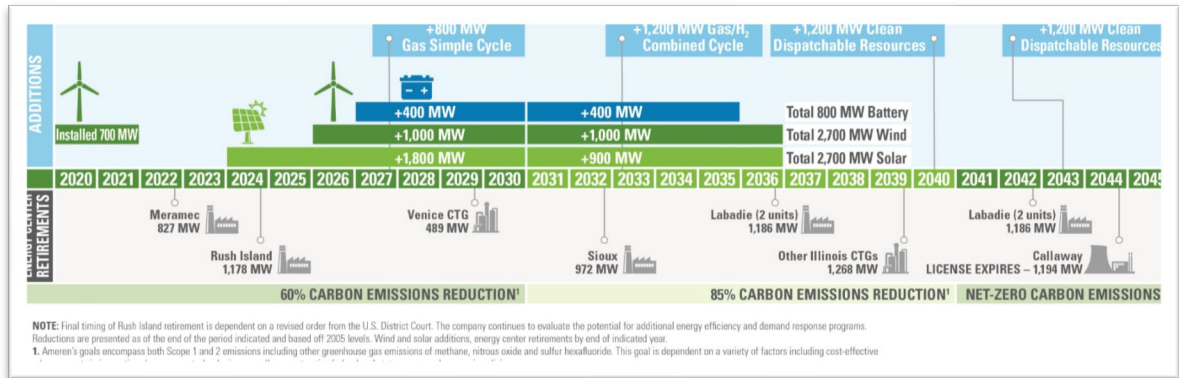 +800 MW
Gas Simple Cycle
+1,200 MW Gas/H₂
Combined Cycle
+1,200 MW Clean
Dispatchable Resources
+1,200 MW Clean
Dispatchable Resources
ADDITIONS
+400 MW +400 MW Total 800 MW Battery
Installed 700 MW +1,000 MW +1,000 MW Total 2,700 MW Wind
+1,800 MW +900 MW Total 2,700 MW Solar
2020 2021 2022 2023 2024 2025 2026 2027 2028 2029 2030 2031 2032 2033 2034 2035 2036 2037 2038 2039 2040 2041 2042 2043 2044 2045
ENERGY CENTER
RETIREMENTS
Meramec
827 MW
Rush Island
1,178 MW
Venice CTG
489 MW
Sioux
972 MW
Labadie (2 units)
1,186 MW
Other Illinois CTGs
1,268 MW
Labadie (2 units)
1,186 MW
Callaway
LICENSE EXPIRES – 1,194 MW
60% CARBON EMISSIONS REDUCTION¹ 85% CARBON EMISSIONS REDUCTION¹ NET-ZERO CARBON EMISSIONS
NOTE: Final timing of Rush Island retirement is dependent on a revised order from the U.S. District Court. The company continues to evaluate the potential for additional energy efficiency and demand response programs.
Reductions are presented as of the end of the period indicated and based off 2005 levels. Wind and solar additions, energy center retirements by end of indicated year.
1. Ameren's goals encompass both Scope 1 and 2 emissions including other greenhouse gas emissions of methane, nitrous oxide and sulfur hexafluoride. This goal is dependent on a variety of factors including cost-effective